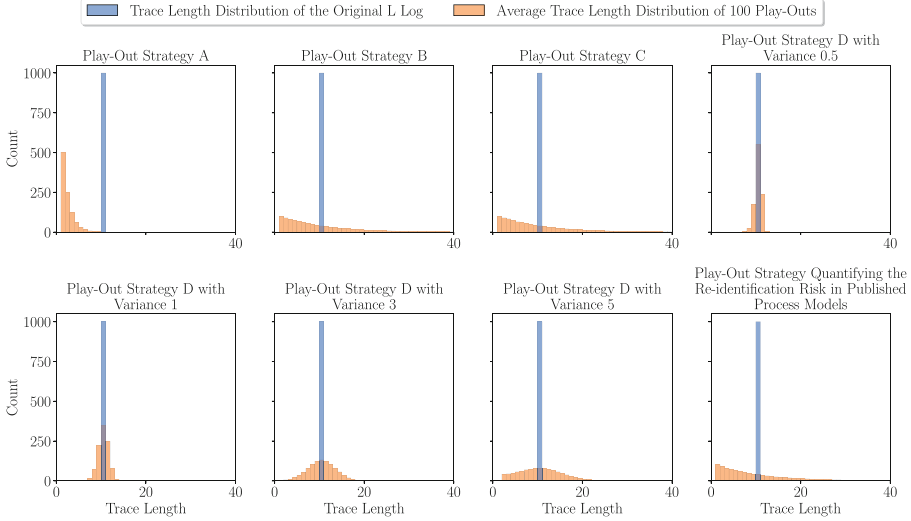 Trace Length Distribution of the Original L Log
Average Trace Length Distribution of 100 Play-Outs
Play-Out Strategy A
Play-Out Strategy B
Play-Out Strategy C
Play-Out Strategy D with
Variance 0.5
1000
750
500
250
0
Count
40
20
40
20
40
40
Play-Out Strategy D with
Variance 1
Play-Out Strategy D with
Variance 3
Play-Out Strategy D with
Variance 5
Play-Out Strategy Quantifying the
Re-identification Risk in Published
Process Models
1000
750
500
250
0
Count
0
20
40
0
20
40
0
20
40
0
20
40
Trace Length
Trace Length
Trace Length
Trace Length